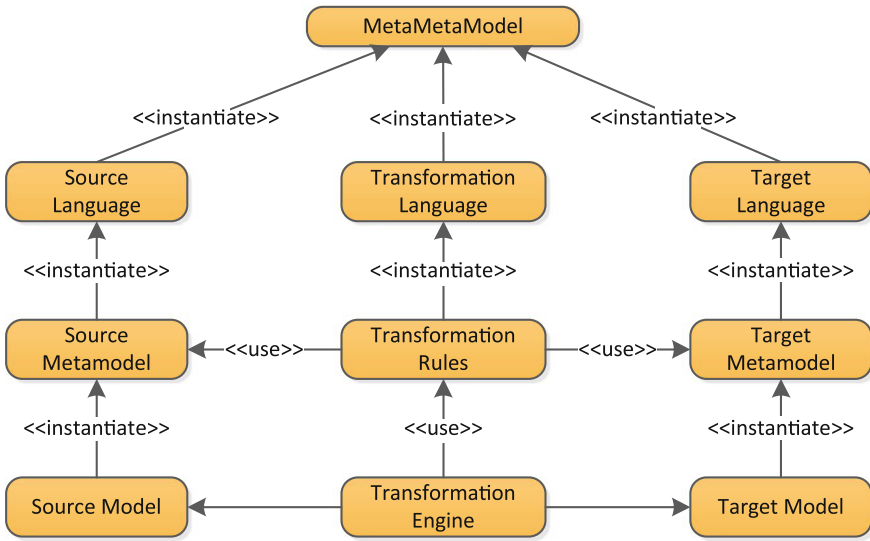 MetaMetaModel
<<instantiate>>
<<instantiate>>
<<instantiate>>
Source
Language
Transformation
Language
Target
Language
<<instantiate>>
<<instantiate>>
<<instantiate>>
Source
Metamodel
<<use>>
Transformation
Rules
<<use>>
Target
Metamodel
<<instantiate>>
<<use>>
<<instantiate>>
Source Model
Transformation
Engine
Target Model